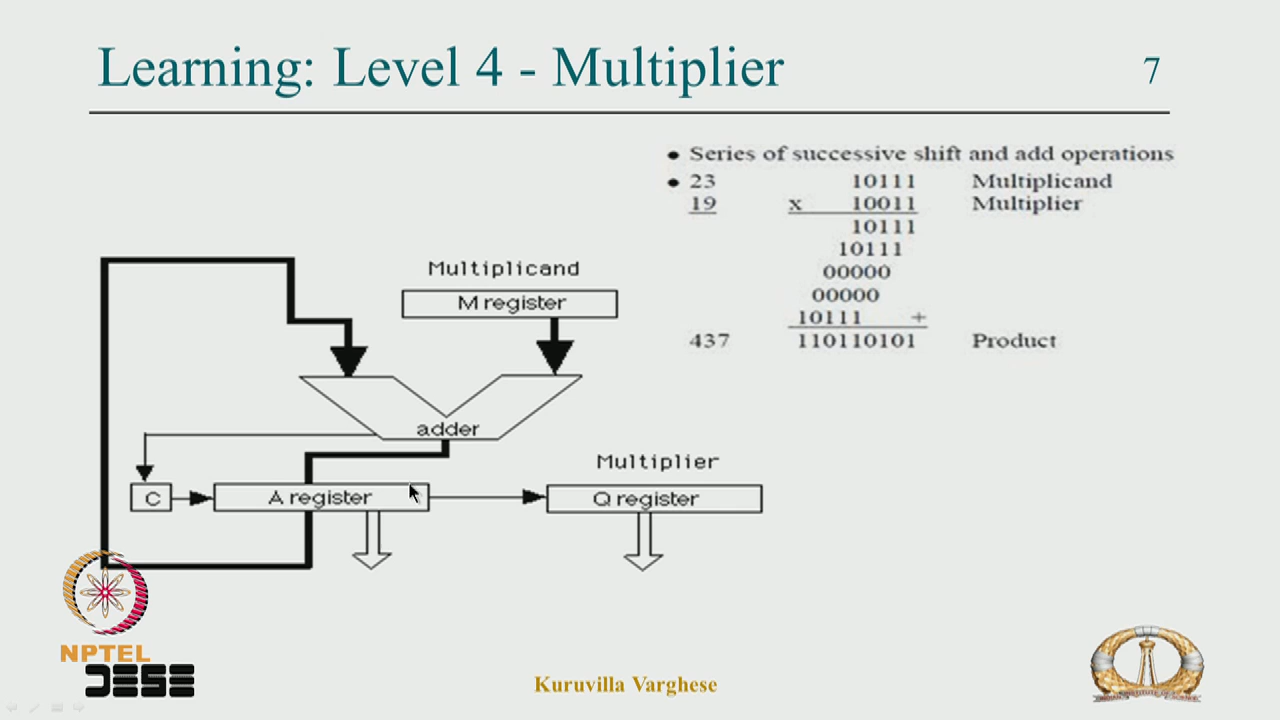 Learning: Level 4 - Multiplier
7
• Series of successive shift and add operations
• 23 10111 Multiplicand
19 x 10011 Multiplier
10111
10111
00000
00000
10111 +
437 110110101 Product
Multiplicand
M register
adder
Multiplier
C
A register
Q register
NPTEL
DESE
Kuruvilla Varghese